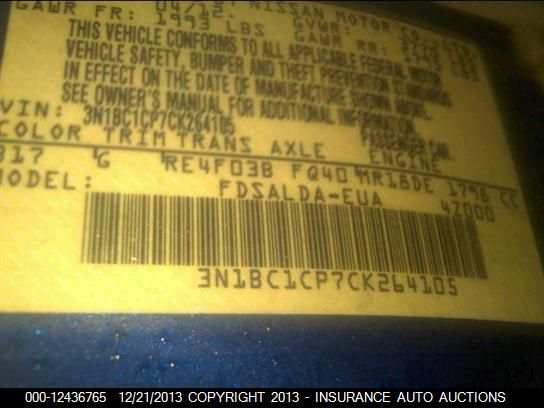 04/12. NISSAN MOTOR CO.
GAWR FR: 1993 LBS GVWR:
GAWR RR:
THIS VEHICLE CONFORMS TO ALL APPLICABLE FEDERAL MOTOR
VEHICLE SAFETY, BUMPER AND THEFT PREVENTION STANDARDS
IN EFFECT ON THE DATE OF MANUFACTURE SHOWN ABOVE.
SEE OWNER'S MANUAL FOR ADDITIONAL INFORMATION.
VIN: 3N1BC1CP7CK264105 PASSENGER CAR
COLOR TRIM TRANS AXLE ENGINE
B17 G RE4F03B FQ40 MR18DE 1798 CC
MODEL: FDSALDA-EUA 4Z000
3N1BC1CP7CK264105
000-12436765 12/21/2013 COPYRIGHT 2013 - INSURANCE AUTO AUCTIONS